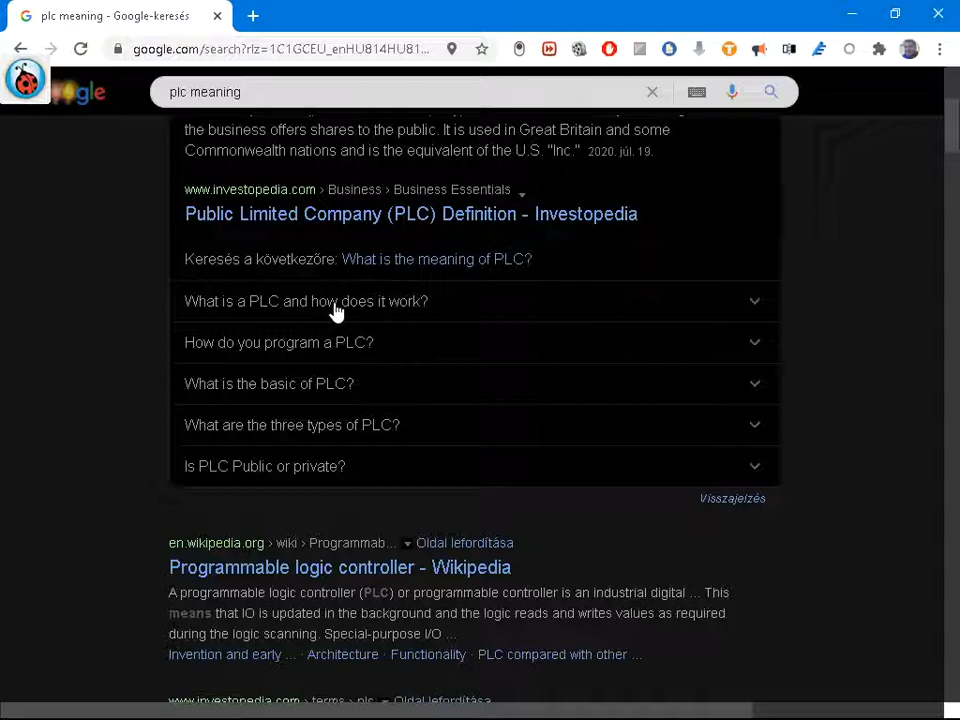 plc meaning - Google-keresés
google.com/search?rlz=1C1GCEU_enHU814HU81...
plc meaning
the business offers shares to the public. It is used in Great Britain and some
Commonwealth nations and is the equivalent of the U.S. "Inc." 2020. júl. 19.
www.investopedia.com › Business › Business Essentials
Public Limited Company (PLC) Definition - Investopedia
Keresés a következőre: What is the meaning of PLC?
What is a PLC and how does it work?
How do you program a PLC?
What is the basic of PLC?
What are the three types of PLC?
Is PLC Public or private?
Visszajelzés
en.wikipedia.org › wiki › Programmab... Oldal lefordítása
Programmable logic controller - Wikipedia
A programmable logic controller (PLC) or programmable controller is an industrial digital ... This
means that IO is updated in the background and the logic reads and writes values as required
during the logic scanning. Special-purpose I/O ...
Invention and early ... · Architecture · Functionality · PLC compared with other ...
www.investopedia.com › terms › plc Oldal lefordítása